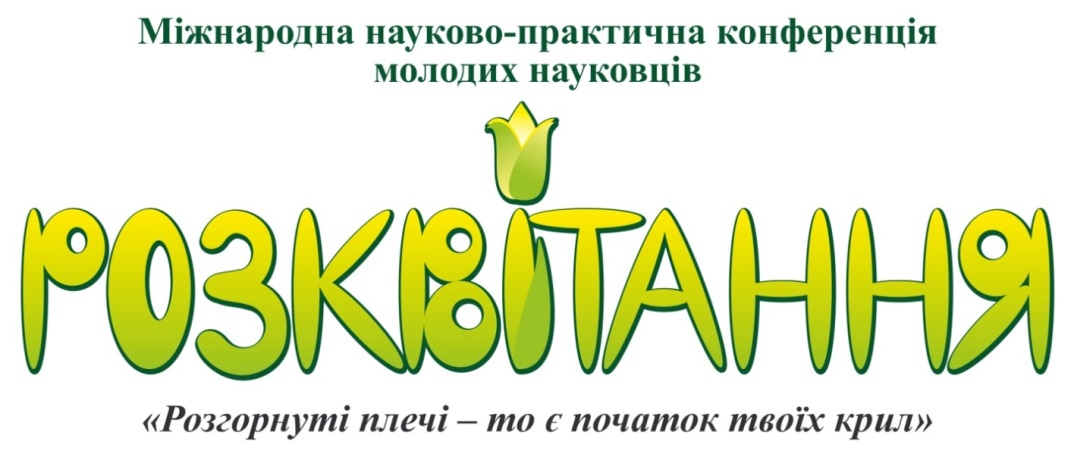 Міжнародна науково-практична конференція
молодих науковців
РОЗКВІТАННЯ
«Розгорнуті плечі – то є початок твоїх крил»